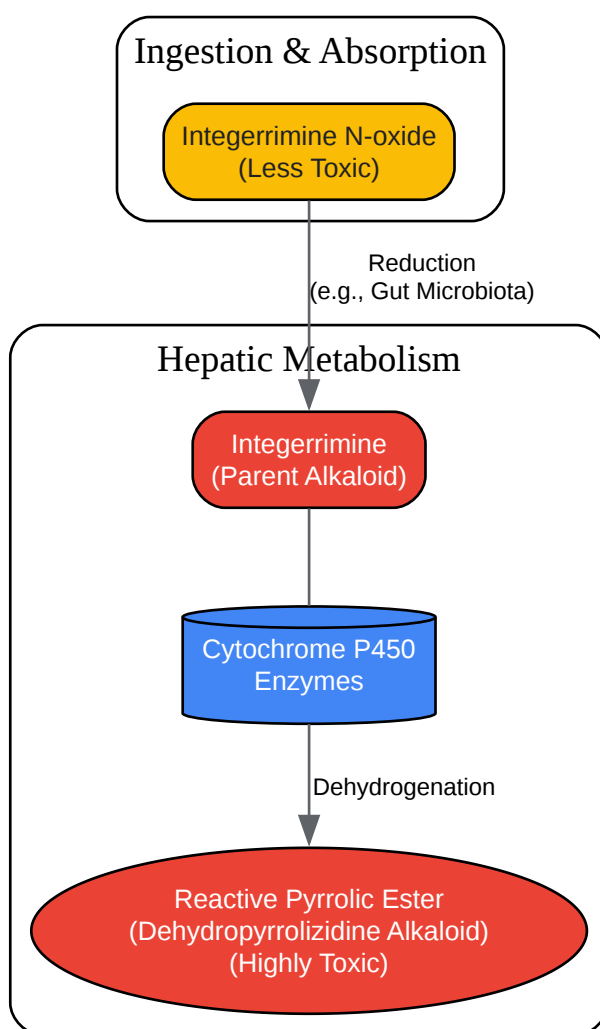 Ingestion & Absorption
Integerrimine N-oxide
(Less Toxic)
Reduction
(e.g., Gut Microbiota)
Hepatic Metabolism
Integerrimine
(Parent Alkaloid)
Cytochrome P450
Enzymes
Dehydrogenation
Reactive Pyrrolic Ester
(Dehydropyrrolizidine Alkaloid)
(Highly Toxic)